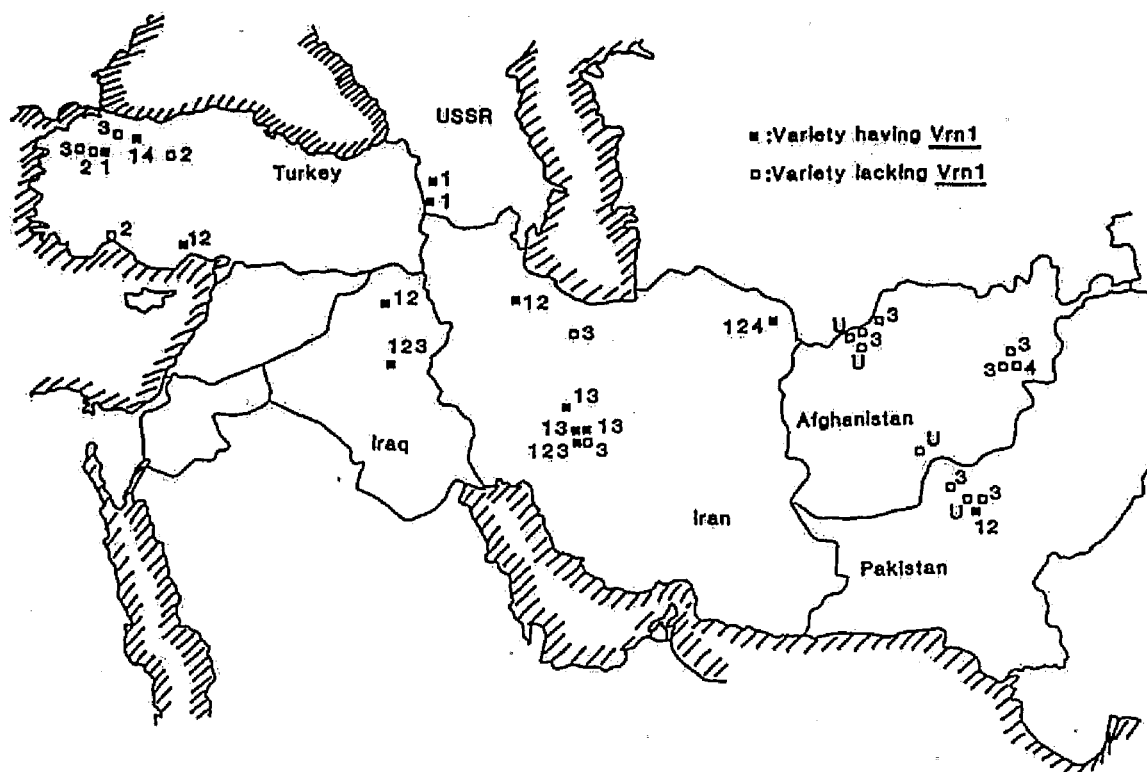 USSR
■ :Variety having Vrn1
□ :Variety lacking Vrn1
3
3
2 1
14
2
Turkey
1
1
2
12
12
12
3
124
U
3
3
U
123
3 4
13
Afghanistan
13 13
123 3
Iraq
U
3
3
U 12
Iran
Pakistan